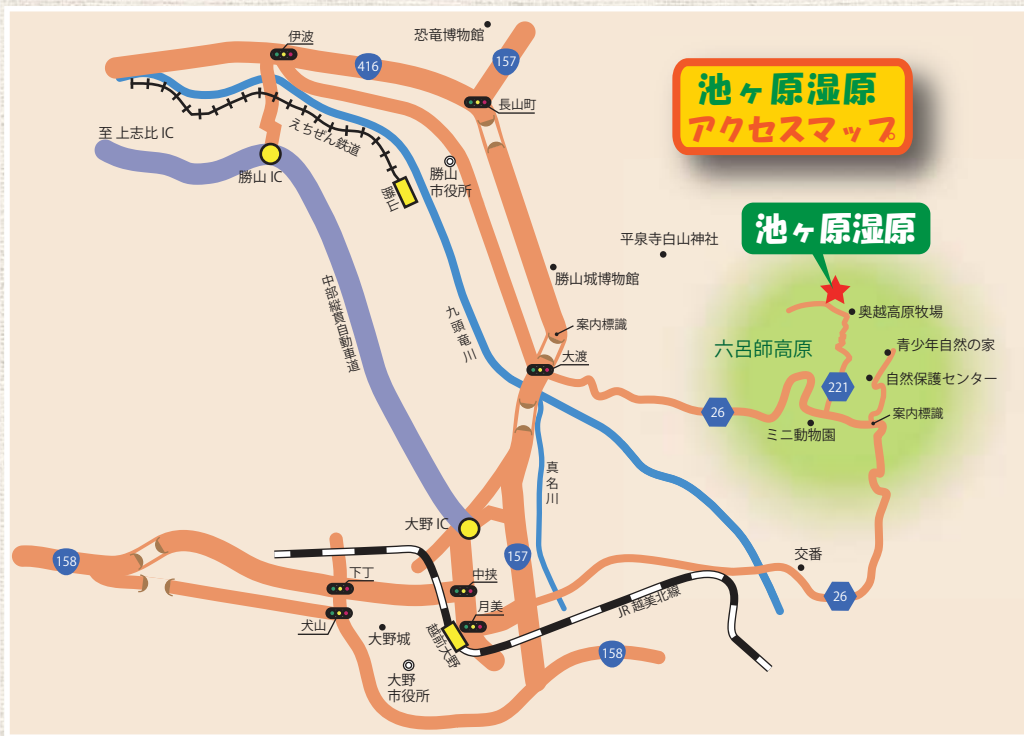 伊波
恐竜博物館
416
157
長山町
池ヶ原湿原
アクセスマップ
至 上志比 IC
えちぜん鉄道
勝山 IC
勝山
勝山
市役所
池ヶ原湿原
平泉寺白山神社
勝山城博物館
中部縦貫自動車道
九頭竜川
案内標識
大渡
奥越高原牧場
六呂師高原
青少年自然の家
自然保護センター
221
26
案内標識
ミニ動物園
真名川
大野 IC
158
157
交番
下丁
中挟
26
月美
JR 越美北線
犬山
大野城
越前大野
158
大野
市役所